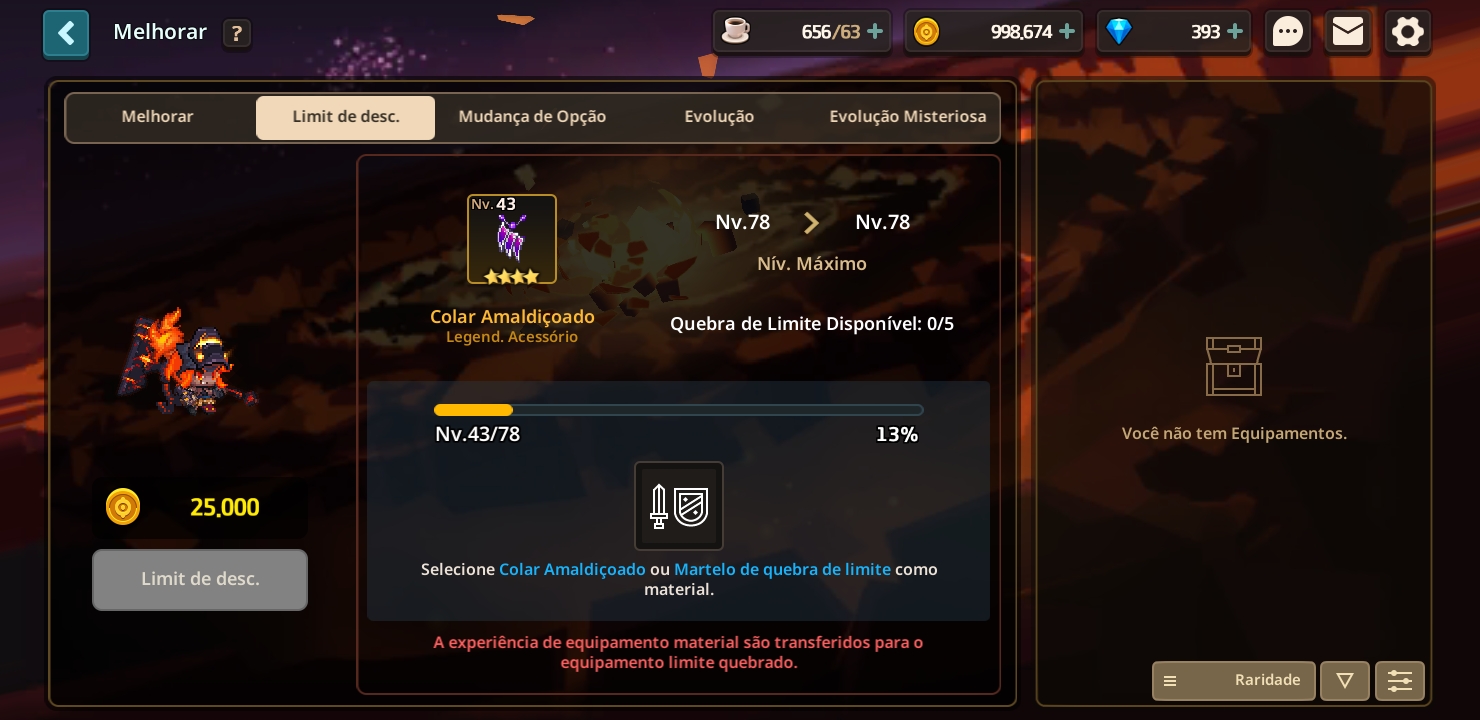 Melhorar
?
656/63
998,674
393
Melhorar
Limit de desc.
Mudança de Opção
Evolução
Evolução Misteriosa
Nv.43
Nv.78
Nv.78
Nív. Máximo
Colar Amaldiçoado
Legend. Acessório
Quebra de Limite Disponível: 0/5
Nv.43/78
13%
25,000
Limit de desc.
Selecione Colar Amaldiçoado ou Martelo de quebra de limite como
material.
A experiência de equipamento material são transferidos para o
equipamento limite quebrado.
Você não tem Equipamentos.
Raridade